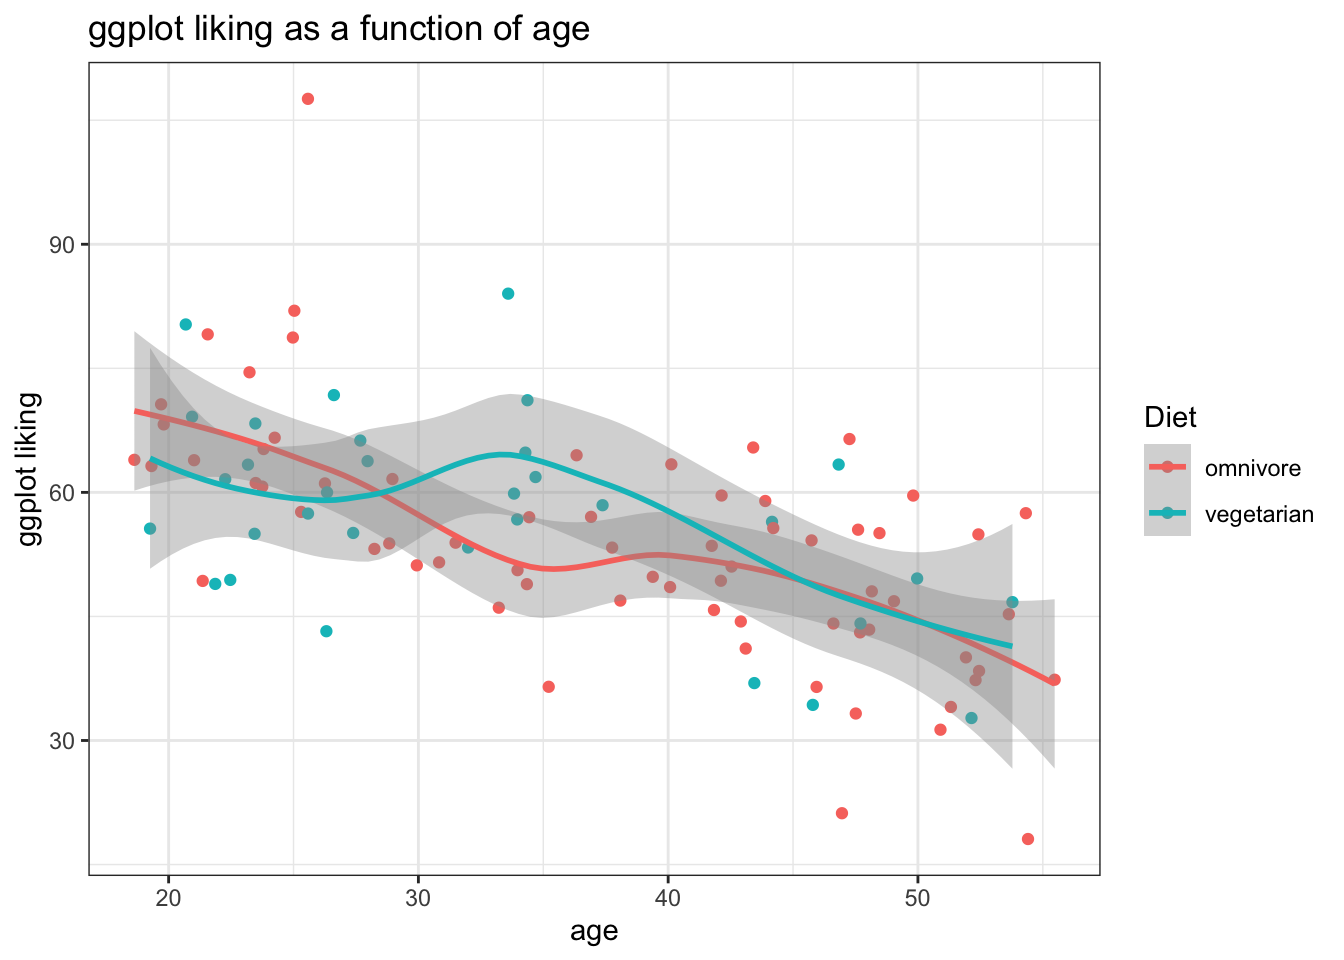 ggplot liking as a function of age
ggplot liking
90
60
30
20
30
40
50
age
Diet
omnivore
vegetarian